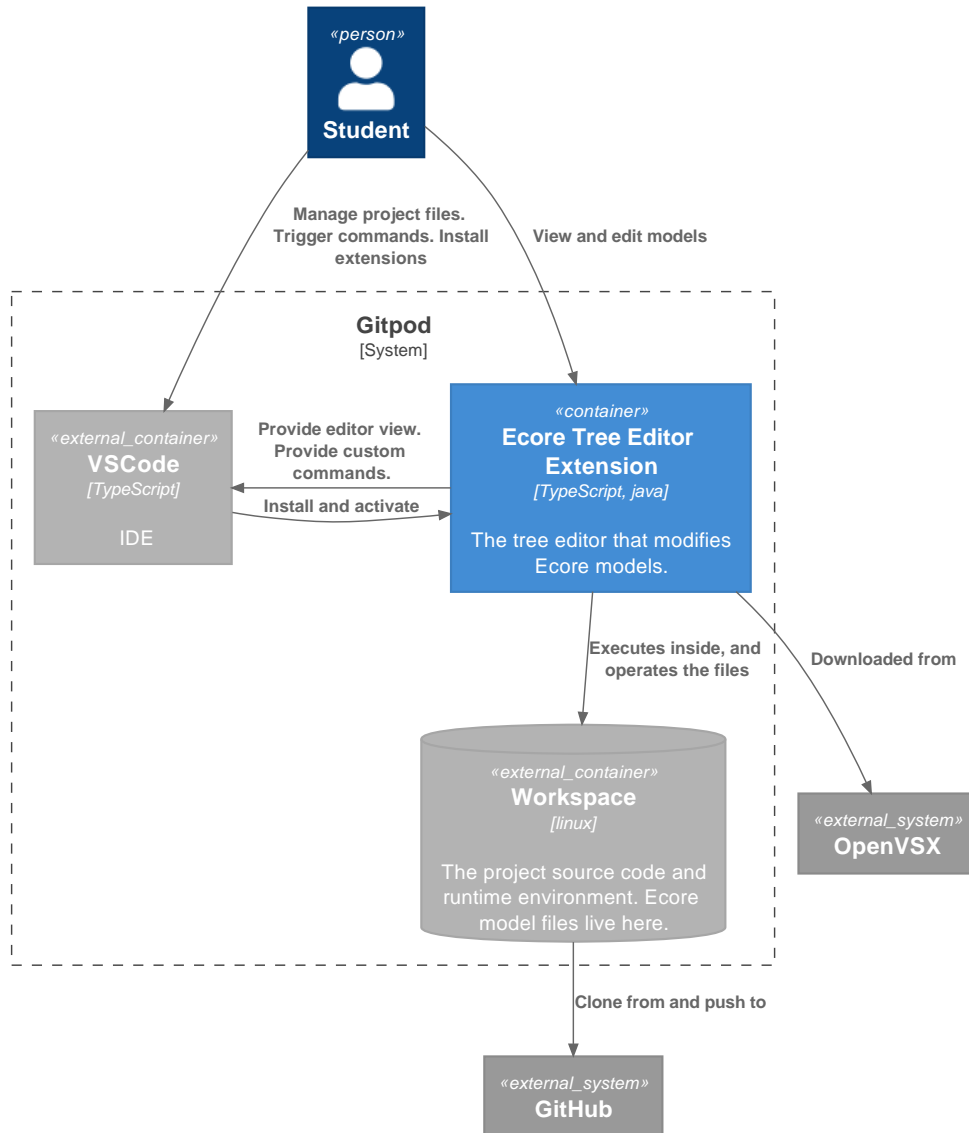 «person»
Student
Manage project files.
Trigger commands. Install
extensions
View and edit models
Gitpod
[System]
«external_container»
VSCode
[TypeScript]
IDE
Provide editor view.
Provide custom
commands.
Install and activate
«container»
Ecore Tree Editor
Extension
[TypeScript, java]
The tree editor that modifies
Ecore models.
Executes inside, and
operates the files
Downloaded from
«external_container»
Workspace
[linux]
The project source code and
runtime environment. Ecore
model files live here.
«external_system»
OpenVSX
Clone from and push to
«external_system»
GitHub